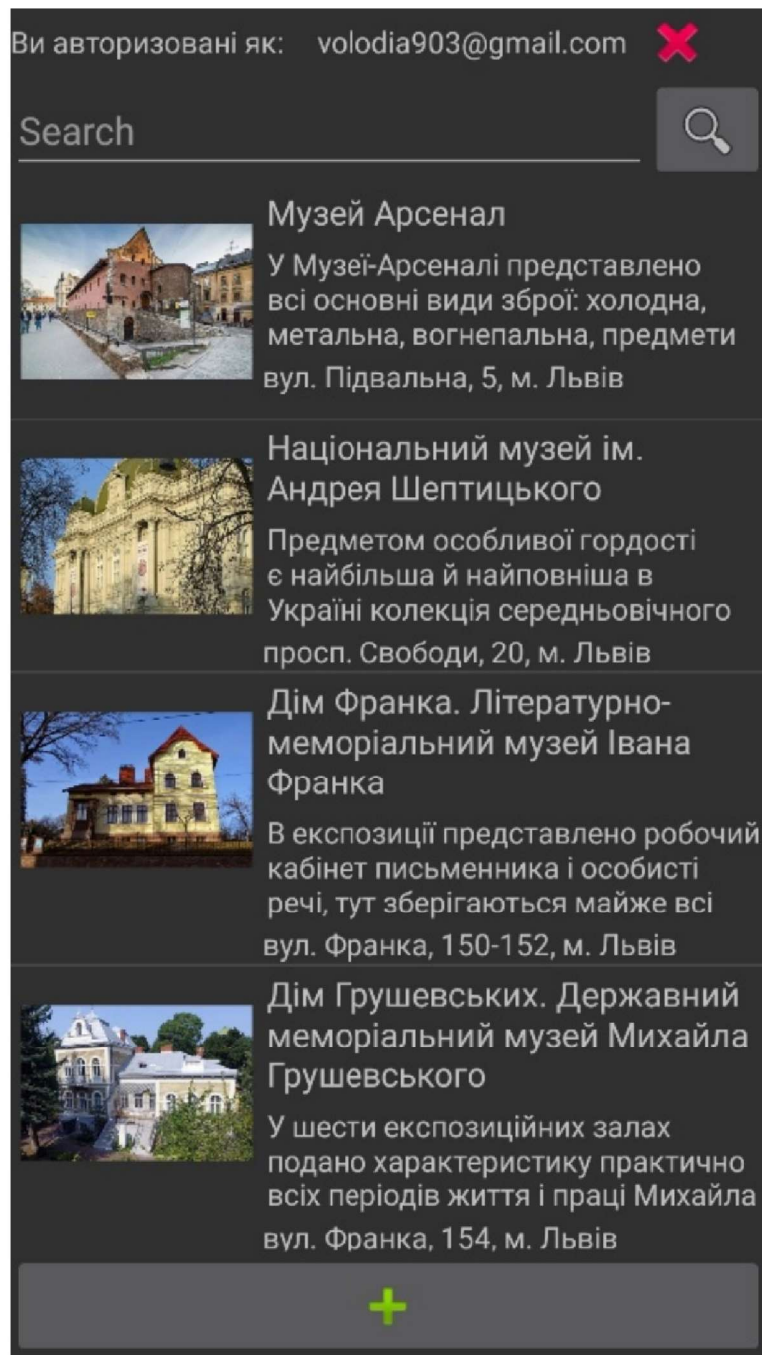 Ви авторизовані як: volodia903@gmail.com
Search
Музей Арсенал
У Музеї-Арсеналі представлено
всі основні види зброї: холодна,
метальна, вогнепальна, предмети
вул. Підвальна, 5, м. Львів
Національний музей ім.
Андрея Шептицького
Предметом особливої гордості
є найбільша й найповніша в
Україні колекція середньовічного
просп. Свободи, 20, м. Львів
Дім Франка. Літературно-
меморіальний музей Івана
Франка
В експозиції представлено робочий
кабінет письменника і особисті
речі, тут зберігаються майже всі
вул. Франка, 150-152, м. Львів
Дім Грушевських. Державний
меморіальний музей Михайла
Грушевського
У шести експозиційних залах
подано характеристику практично
всіх періодів життя і праці Михайла
вул. Франка, 154, м. Львів